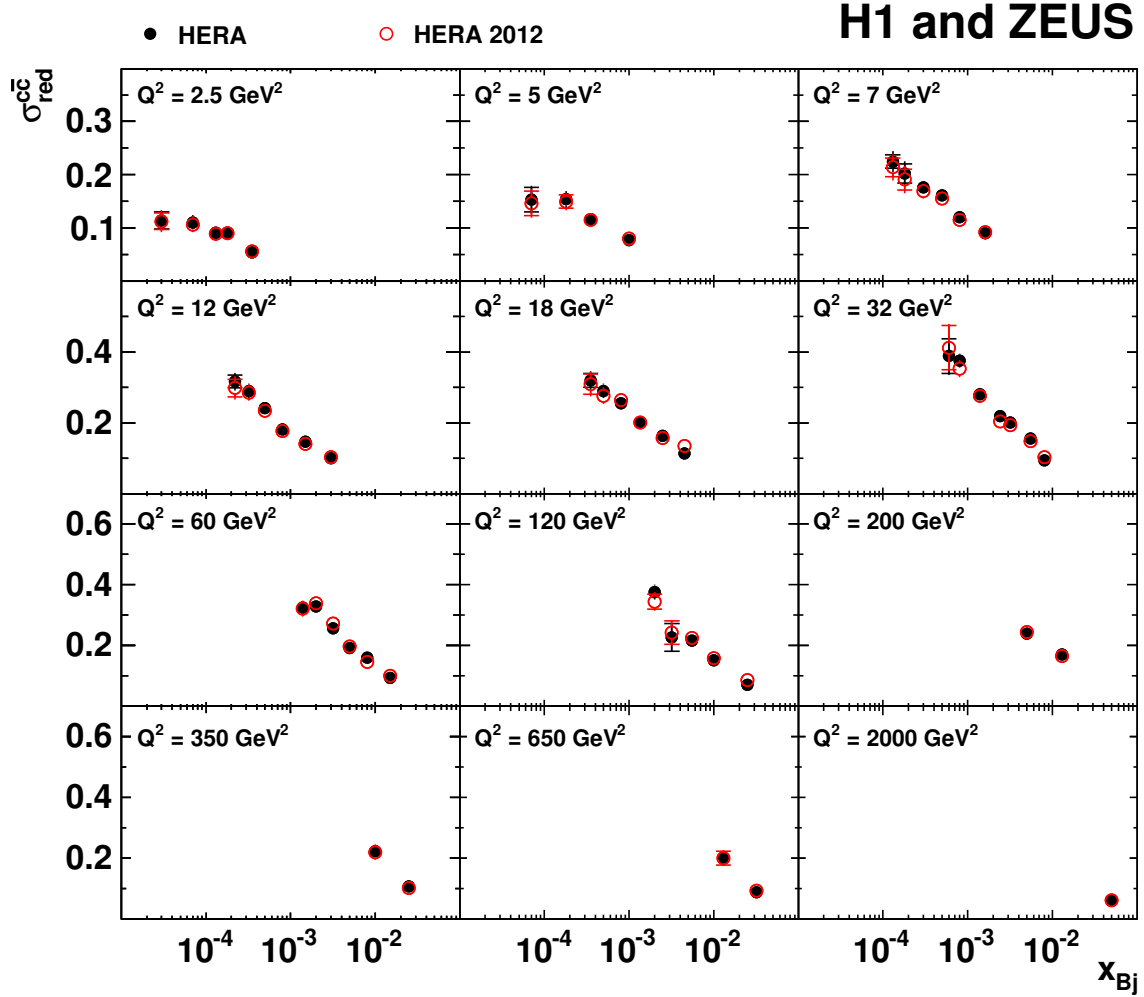 H1 and ZEUS
HERA
HERA 2012
σ_red^cc̄
Q² = 2.5 GeV²
Q² = 5 GeV²
Q² = 7 GeV²
0.3
0.2
0.1
Q² = 12 GeV²
Q² = 18 GeV²
Q² = 32 GeV²
0.4
0.2
Q² = 60 GeV²
Q² = 120 GeV²
Q² = 200 GeV²
0.6
0.4
0.2
Q² = 350 GeV²
Q² = 650 GeV²
Q² = 2000 GeV²
0.6
0.4
0.2
10⁻⁴ 10⁻³ 10⁻²
10⁻⁴ 10⁻³ 10⁻²
10⁻⁴ 10⁻³ 10⁻²
x_Bj